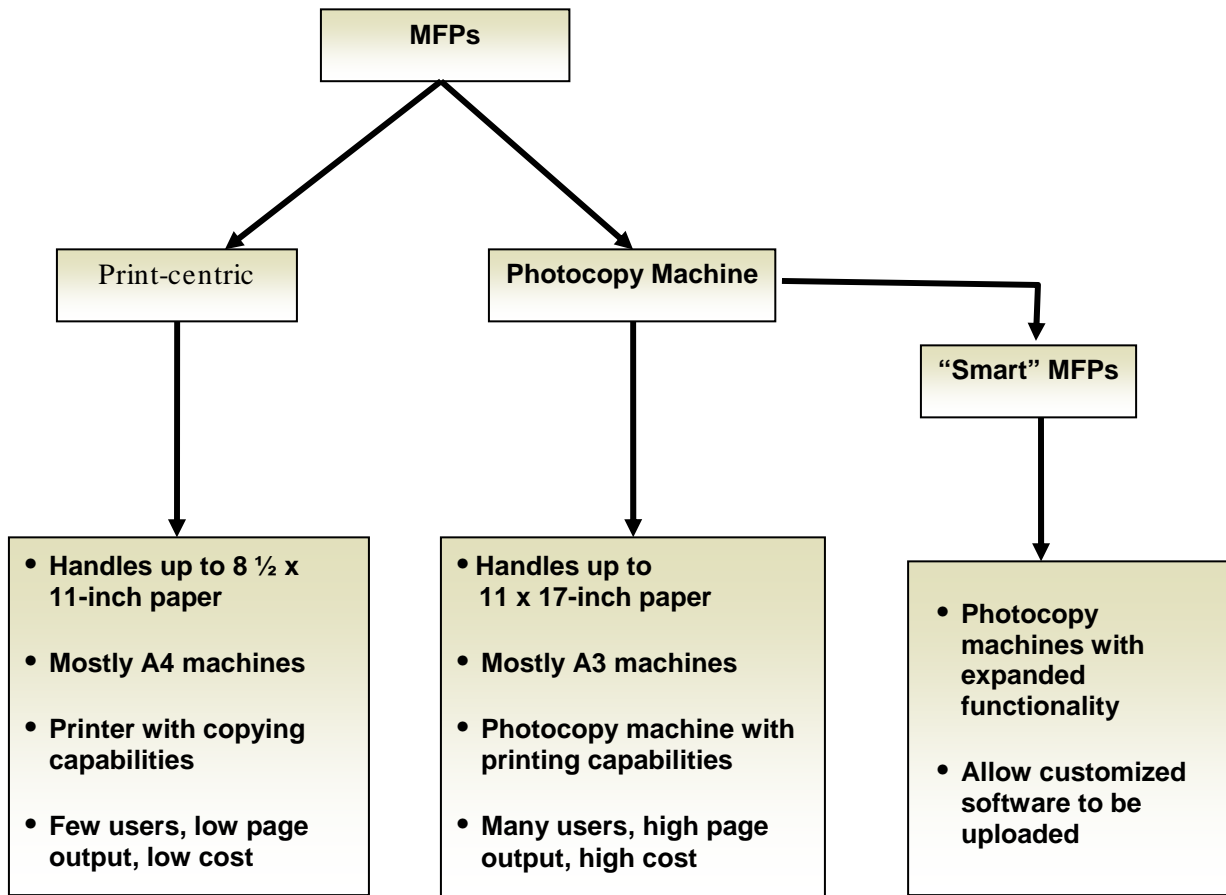 MFPs
Print-centric
Photocopy Machine
“Smart” MFPs
• Handles up to 8 ½ x
11-inch paper
• Mostly A4 machines
• Printer with copying
capabilities
• Few users, low page
output, low cost
• Handles up to
11 x 17-inch paper
• Mostly A3 machines
• Photocopy machine with
printing capabilities
• Many users, high page
output, high cost
• Photocopy
machines with
expanded
functionality
• Allow customized
software to be
uploaded